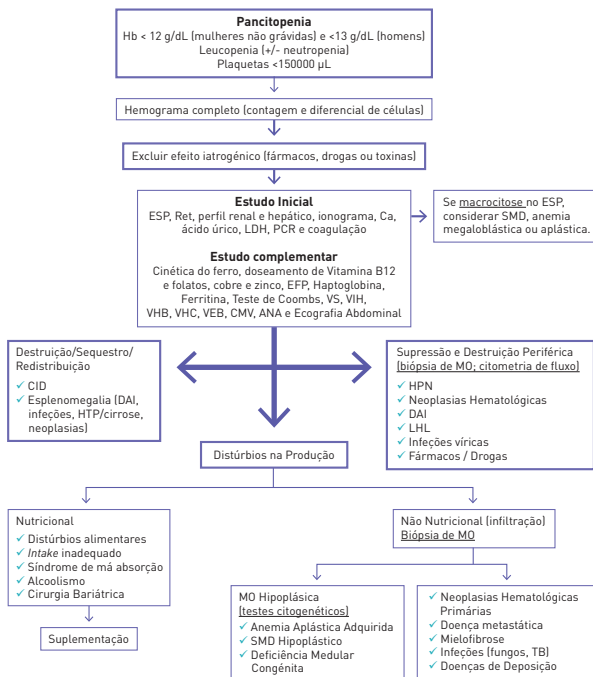 Pancitopenia
Hb < 12 g/dL (mulheres não grávidas) e <13 g/dL (homens)
Leucopenia (+/- neutropenia)
Plaquetas <150000 µL
Hemograma completo (contagem e diferencial de células)
Excluir efeito iatrogénico (fármacos, drogas ou toxinas)
Estudo Inicial
ESP, Ret, perfil renal e hepático, ionograma, Ca,
ácido úrico, LDH, PCR e coagulação
Estudo complementar
Cinética do ferro, doseamento de Vitamina B12
e folatos, cobre e zinco, EFP, Haptoglobina,
Ferritina, Teste de Coombs, VS, VIH,
VHB, VHC, VEB, CMV, ANA e Ecografia Abdominal
Se macrocitose no ESP,
considerar SMD, anemia
megaloblástica ou aplástica.
Destruição/Sequestro/
Redistribuição
✓ CID
✓ Esplenomegalia (DAI,
infeções, HTP/cirrose,
neoplasias)
Supressão e Destruição Periférica
(biópsia de MO; citometria de fluxo)
✓ HPN
✓ Neoplasias Hematológicas
✓ DAI
✓ LHL
✓ Infeções víricas
✓ Fármacos / Drogas
Distúrbios na Produção
Nutricional
✓ Distúrbios alimentares
✓ Intake inadequado
✓ Síndrome de má absorção
✓ Alcoolismo
✓ Cirurgia Bariátrica
Suplementação
Não Nutricional (infiltração)
Biópsia de MO
MO Hipoplásica
(testes citogenéticos)
✓ Anemia Aplástica Adquirida
✓ SMD Hipoplástico
✓ Deficiência Medular
Congénita
✓ Neoplasias Hematológicas
Primárias
✓ Doença metastática
✓ Mielofibrose
✓ Infeções (fungos, TB)
✓ Doenças de Deposição